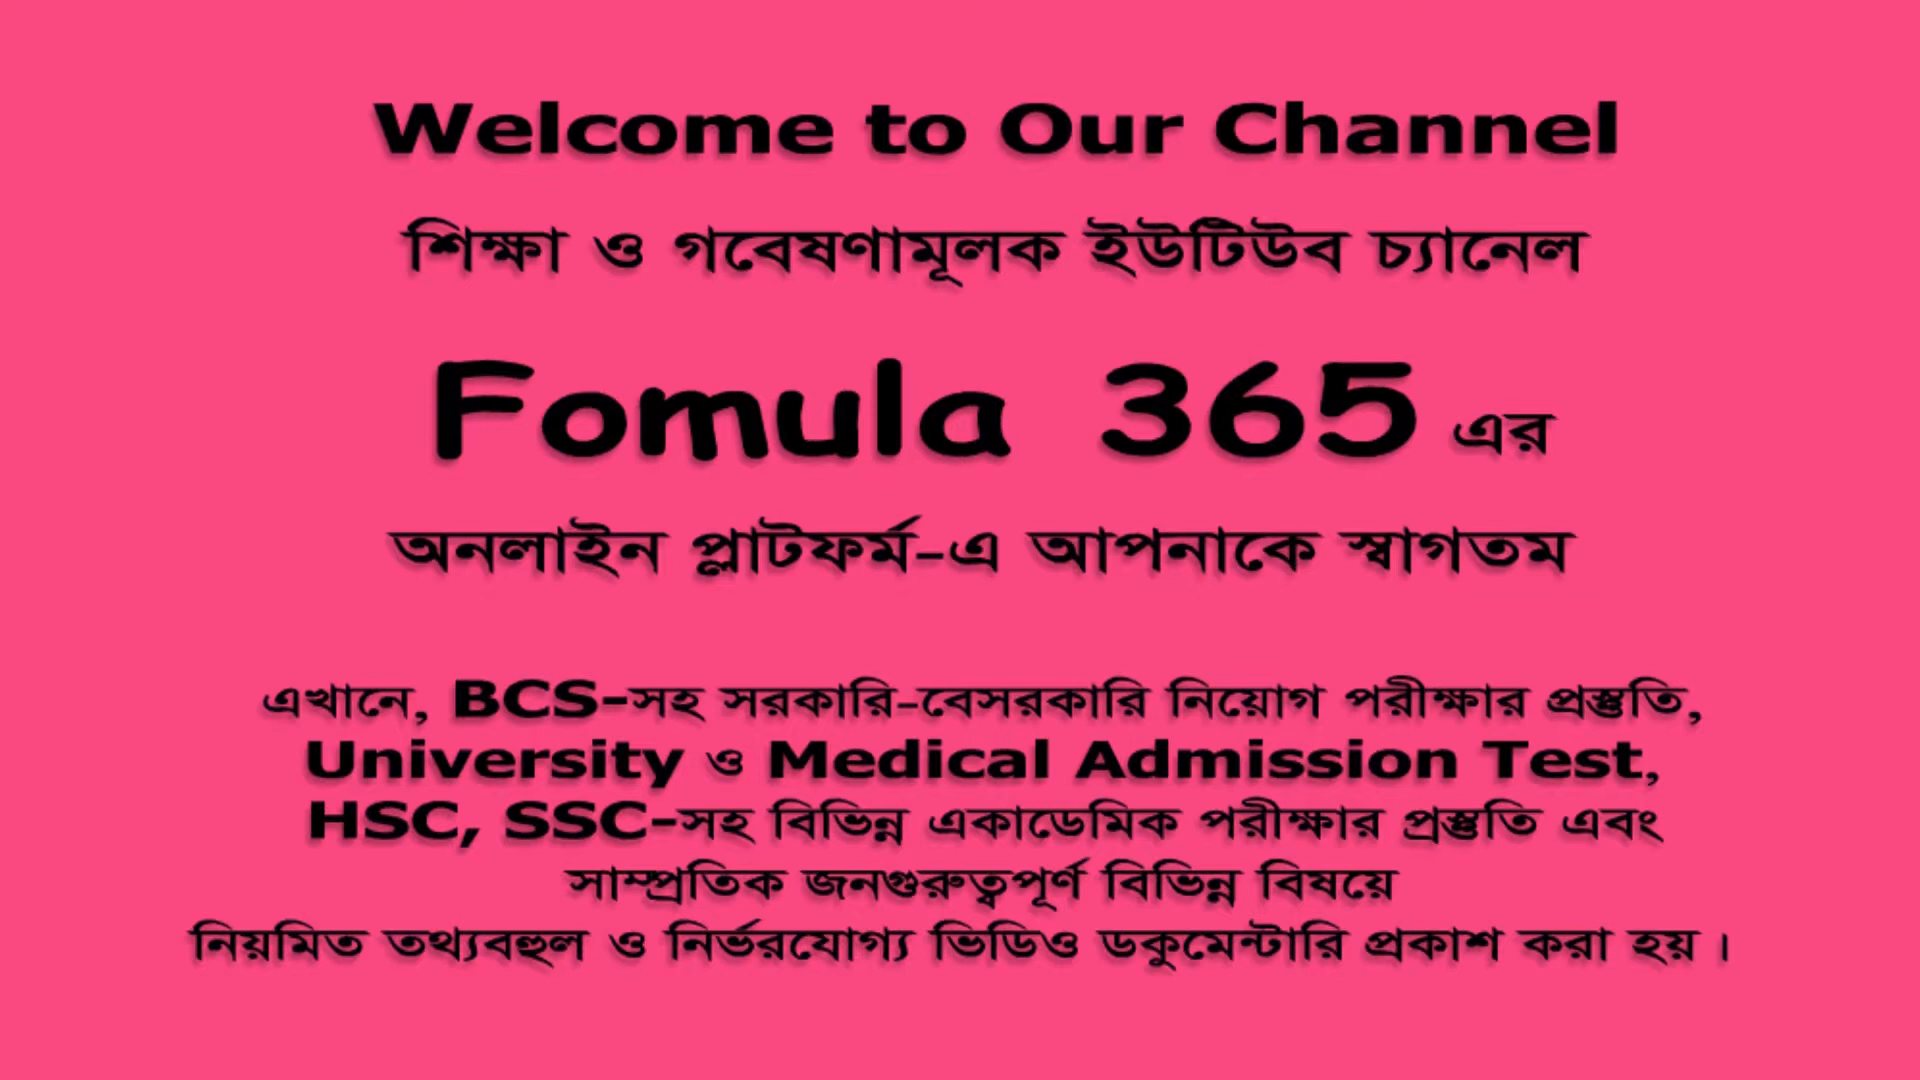 Welcome to Our Channel
শিক্ষা ও গবেষণামূলক ইউটিউব চ্যানেল
Fomula 365 এর
অনলাইন প্লাটফর্ম-এ আপনাকে স্বাগতম
এখানে, BCS-সহ সরকারি-বেসরকারি নিয়োগ পরীক্ষার প্রস্তুতি,
University ও Medical Admission Test,
HSC, SSC-সহ বিভিন্ন একাডেমিক পরীক্ষার প্রস্তুতি এবং
সাম্প্রতিক জনগুরুত্বপূর্ণ বিভিন্ন বিষয়ে
নিয়মিত তথ্যবহুল ও নির্ভরযোগ্য ভিডিও ডকুমেন্টারি প্রকাশ করা হয়।